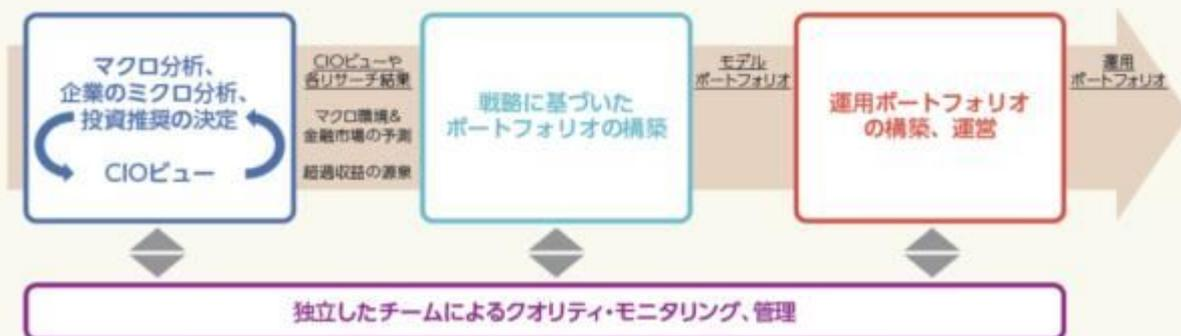 マクロ分析、
企業のミクロ分析、
投資推奨の決定
CIOビュー
CIOビューや
各リサーチ結果
マクロ環境&
金融市場の予測
超過収益の源泉
戦略に基づいた
ポートフォリオの構築
モデル
ポートフォリオ
運用ポートフォリオ
の構築、運営
運用
ポートフォリオ
独立したチームによるクオリティ・モニタリング、管理